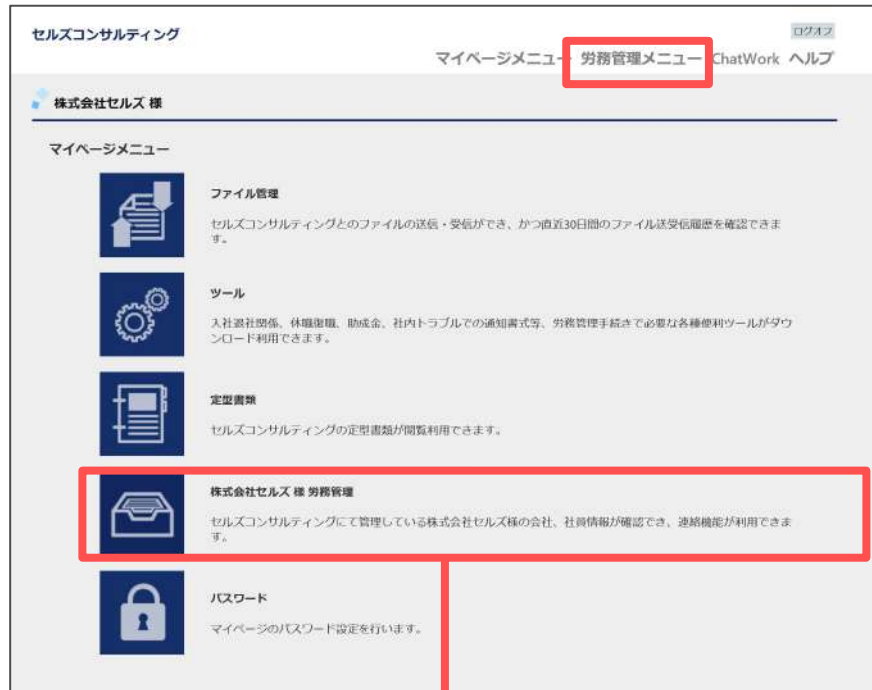 セルズコンサルティング
ログオフ
マイページメニュー 労務管理メニュー ChatWork ヘルプ
株式会社セルズ 様
マイページメニュー
ファイル管理
セルズコンサルティングとのファイルの送信・受信ができ、かつ直近30日間のファイル送受信履歴を確認できま
す。
ツール
入社退社関係、休職復職、助成金、社内トラブルでの通知書式等、労務管理手続きで必要な各種便利ツールがダウ
ンロード利用できます。
定型書類
セルズコンサルティングの定型書類が閲覧利用できます。
株式会社セルズ 様 労務管理
セルズコンサルティングにて管理している株式会社セルズ様の会社、社員情報が確認でき、連絡機能が利用できま
す。
パスワード
マイページのパスワード設定を行います。